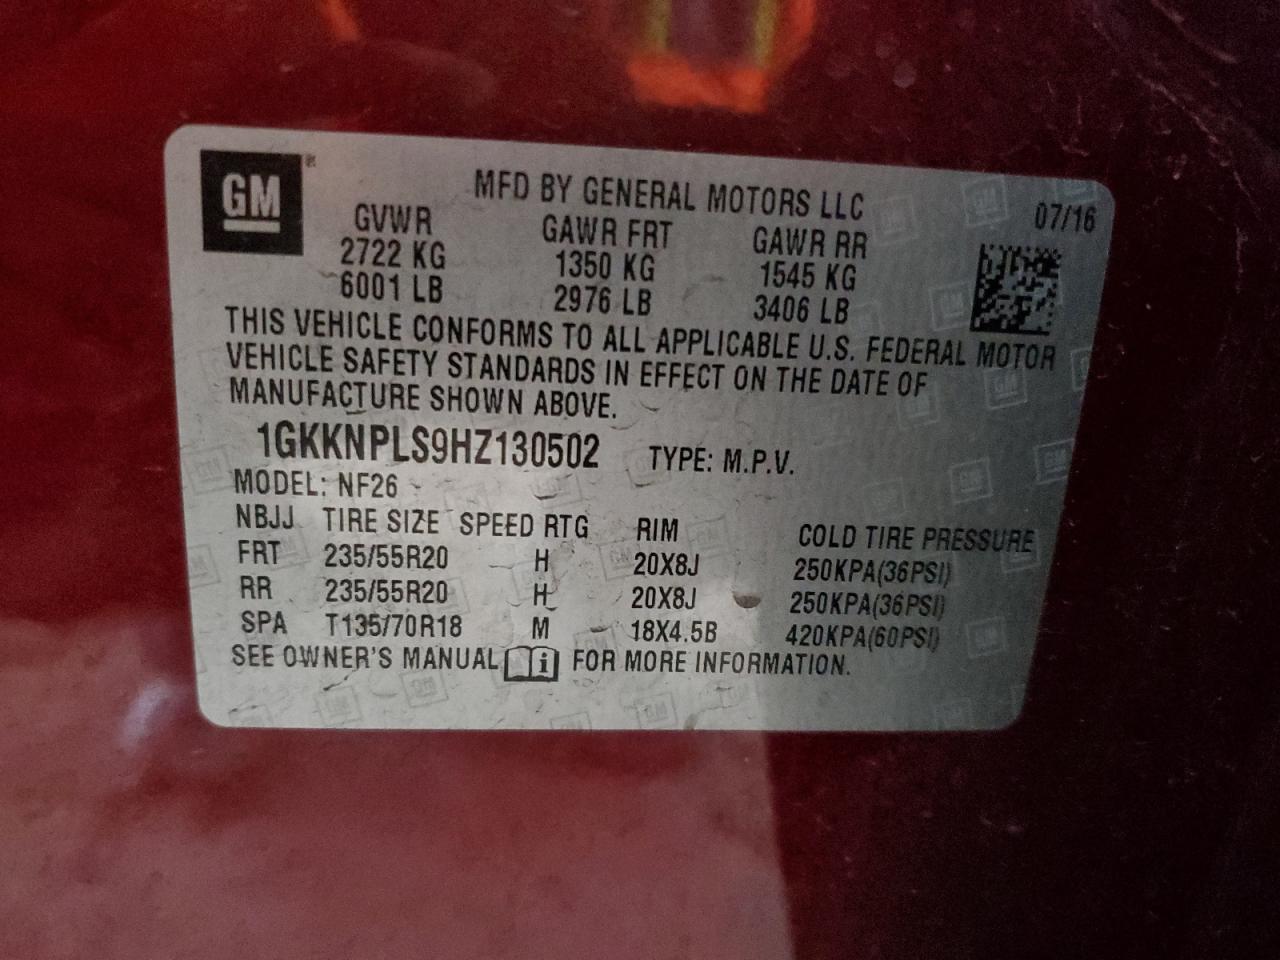 GM®
MFD BY GENERAL MOTORS LLC
07/16
GVWR GAWR FRT GAWR RR
2722 KG 1350 KG 1545 KG
6001 LB 2976 LB 3406 LB
THIS VEHICLE CONFORMS TO ALL APPLICABLE U.S. FEDERAL MOTOR
VEHICLE SAFETY STANDARDS IN EFFECT ON THE DATE OF
MANUFACTURE SHOWN ABOVE.
1GKKNPLS9HZ130502 TYPE: M.P.V.
MODEL: NF26
NBJJ TIRE SIZE SPEED RTG RIM COLD TIRE PRESSURE
FRT 235/55R20 H 20X8J 250KPA(36PSI)
RR 235/55R20 H 20X8J 250KPA(36PSI)
SPA T135/70R18 M 18X4.5B 420KPA(60PSI)
SEE OWNER'S MANUAL i FOR MORE INFORMATION.